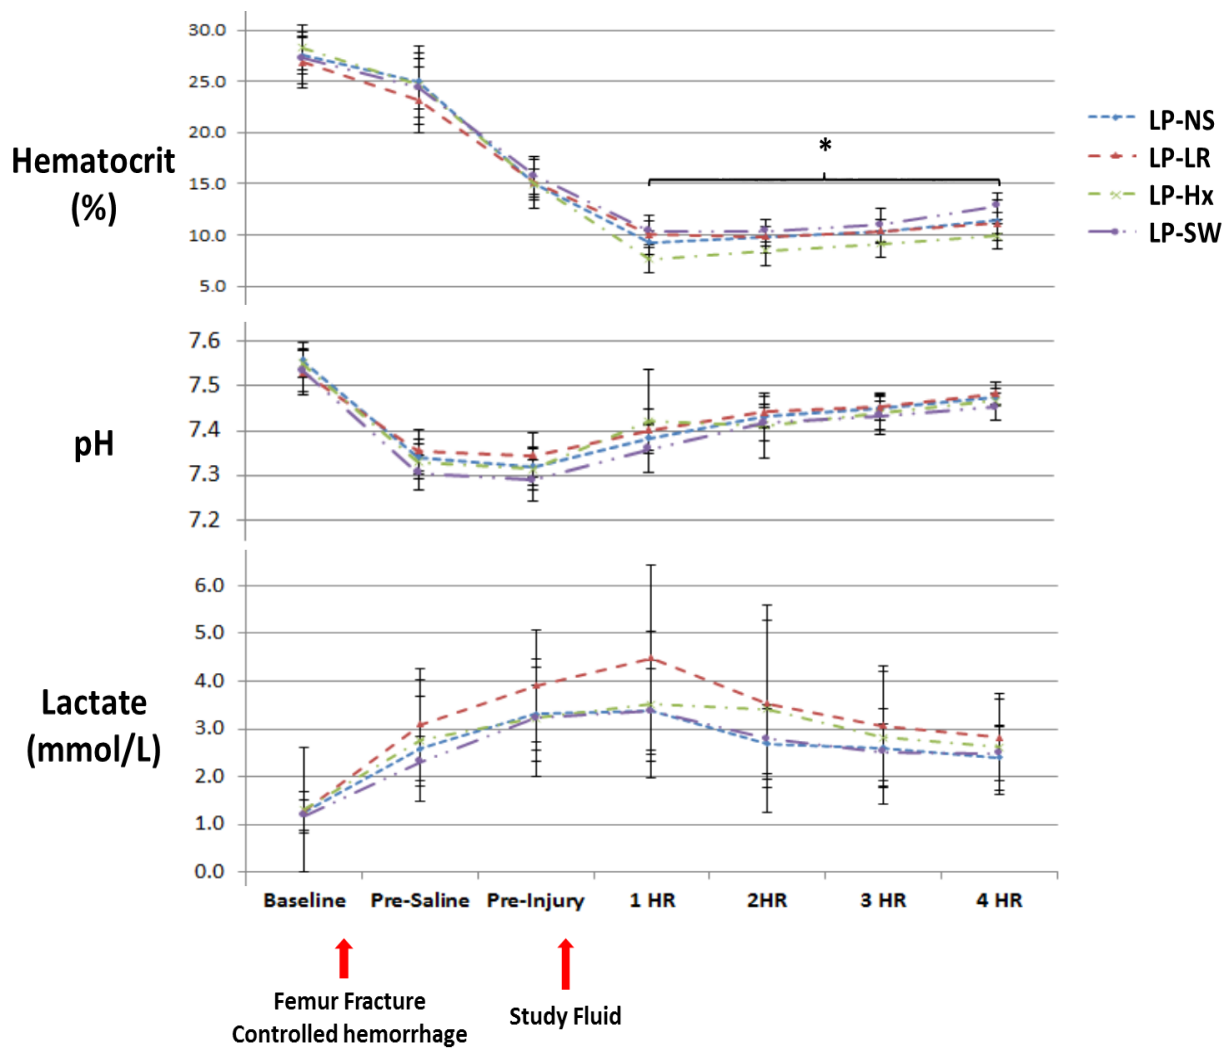 30.0
25.0
20.0
15.0
10.0
5.0
Hematocrit
(%)
*
LP-NS
LP-LR
LP-Hx
LP-SW
7.6
7.5
7.4
7.3
7.2
pH
6.0
5.0
4.0
3.0
2.0
1.0
0.0
Lactate
(mmol/L)
Baseline Pre-Saline Pre-Injury 1 HR 2HR 3 HR 4 HR
Femur Fracture
Controlled hemorrhage
Study Fluid